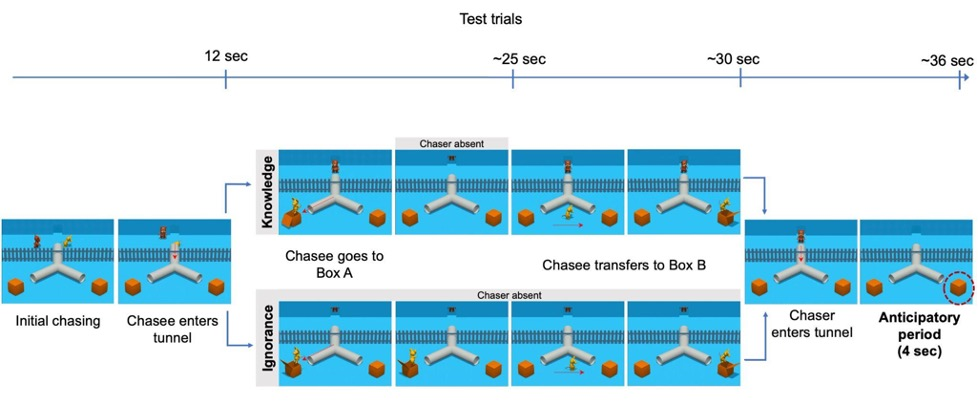 Test trials
12 sec
~25 sec
~30 sec
~36 sec
Chaser absent
Knowledge
Chasee goes to
Box A
Chasee transfers to Box B
Chaser absent
Ignorance
Initial chasing
Chasee enters
tunnel
Chaser
enters tunnel
Anticipatory
period
(4 sec)